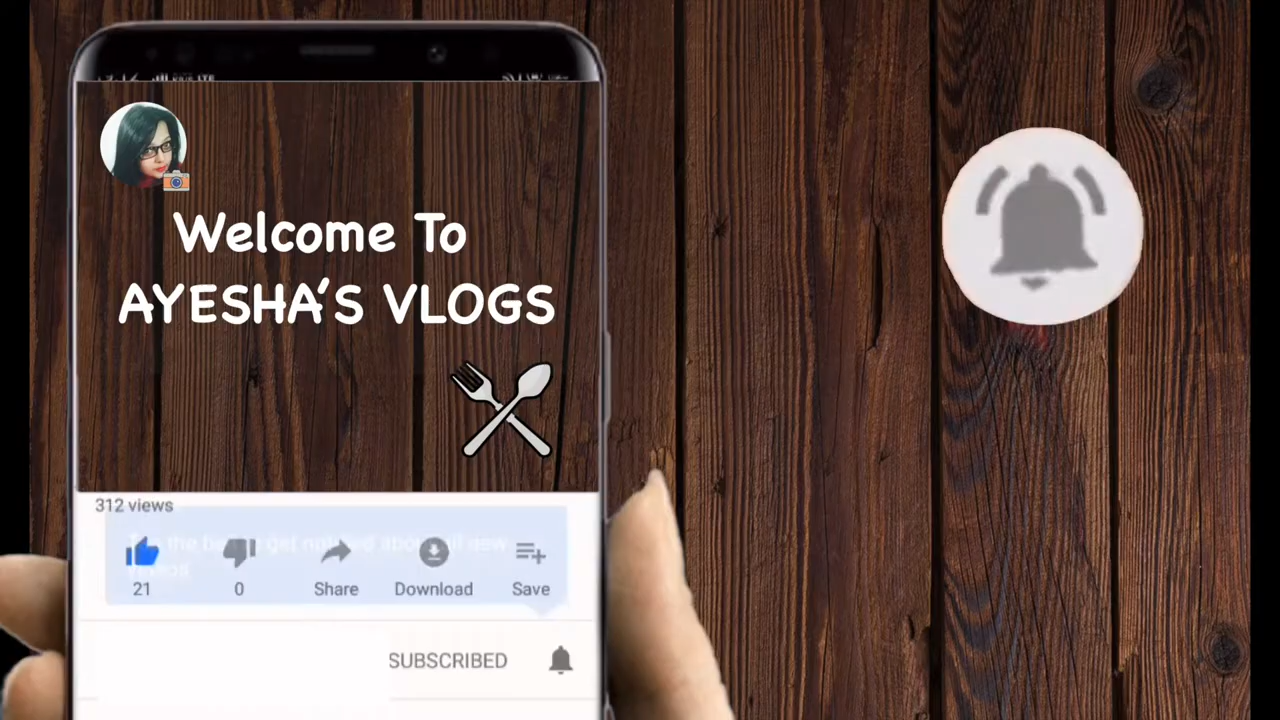 Welcome To
AYESHA'S VLOGS
312 views
21 0 Share Download Save
SUBSCRIBED